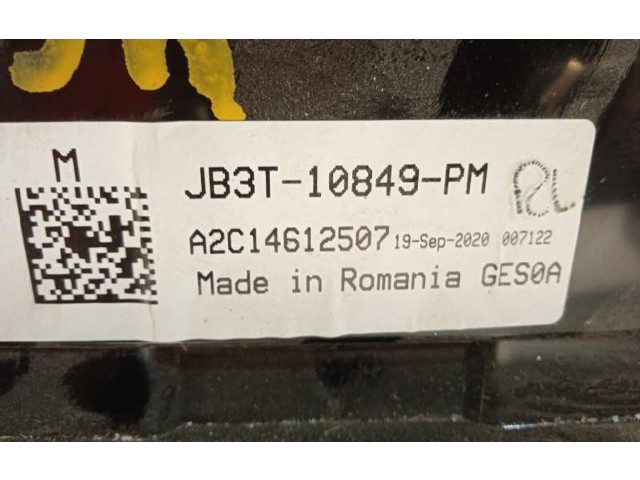 M
JB3T-10849-PM
A2C14612507 19-Sep-2020 007122
Made in Romania GES0A